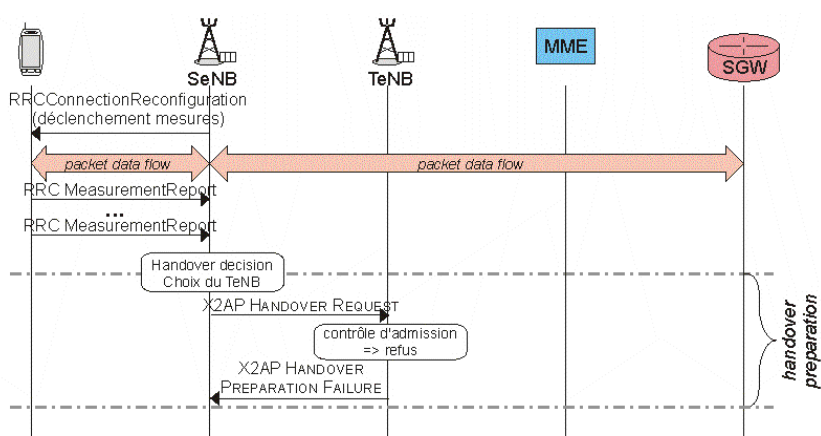 MME
SGW
SeNB
TeNB
RRCConnectionReconfiguration
(déclenchement mesures)
packet data flow
packet data flow
RRC MeasurementReport
...
RRC MeasurementReport
Handover decision
Choix du TeNB
X2AP HANDOVER REQUEST
contrôle d'admission
=> refus
X2AP HANDOVER
PREPARATION FAILURE
handover
preparation